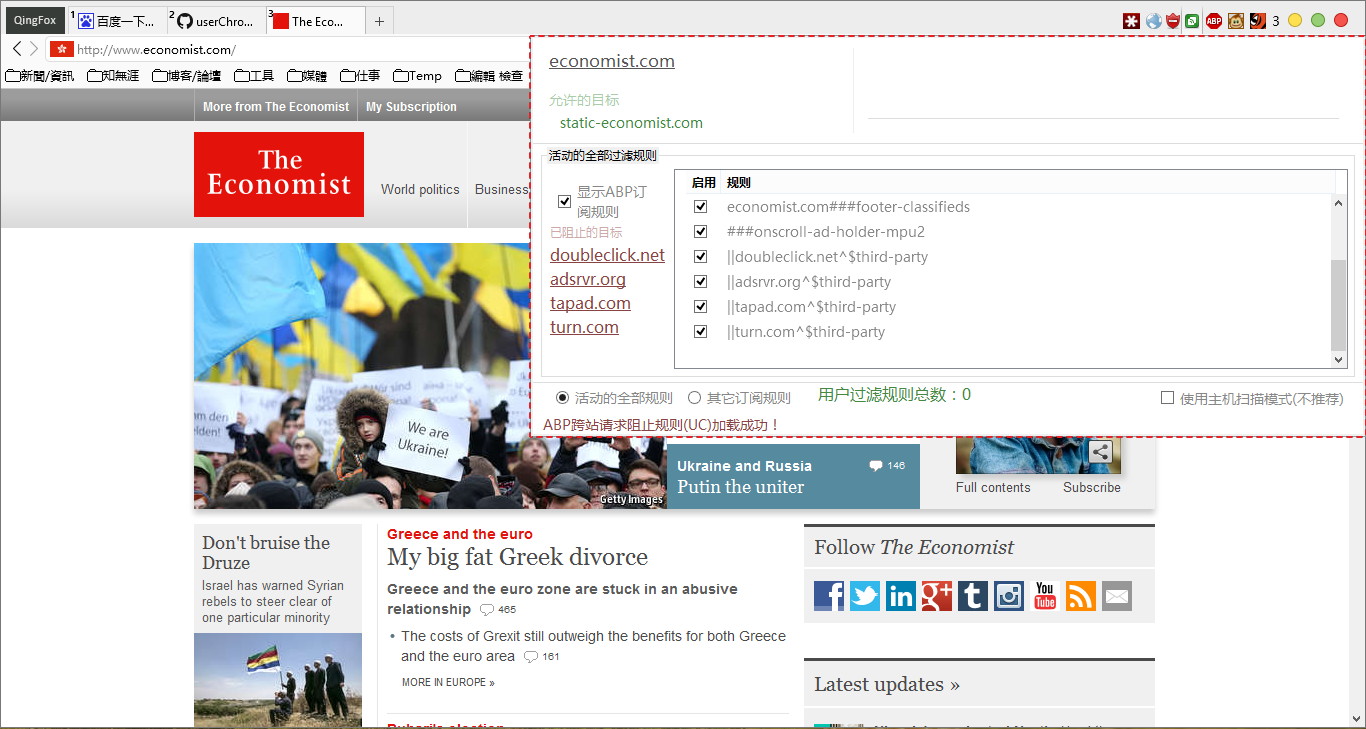 QingFox
1 百度一下...
2 userChro...
3 The Eco...
+
3
http://www.economist.com/
新聞/資訊
知無涯
博客/論壇
工具
媒體
仕事
Temp
編輯 檢查
More from The Economist
My Subscription
The
Economist
World politics
Business
economist.com
允许的目标
static-economist.com
活动的全部过滤规则
显示ABP订
阅规则
已阻止的目标
doubleclick.net
adsrvr.org
tapad.com
turn.com
启用 规则
economist.com###footer-classifieds
###onscroll-ad-holder-mpu2
||doubleclick.net^$third-party
||adsrvr.org^$third-party
||tapad.com^$third-party
||turn.com^$third-party
活动的全部规则
其它订阅规则
用户过滤规则总数：0
使用主机扫描模式(不推荐)
ABP跨站请求阻止规则(UC)加载成功！
We are
Ukraine!
Getty Images
Ukraine and Russia
146
Putin the uniter
Full contents
Subscribe
Don't bruise the
Druze
Israel has warned Syrian
rebels to steer clear of
one particular minority
Greece and the euro
My big fat Greek divorce
Greece and the euro zone are stuck in an abusive
relationship 465
• The costs of Grexit still outweigh the benefits for both Greece
and the euro area 161
MORE IN EUROPE »
Follow The Economist
You
Tube
Latest updates »